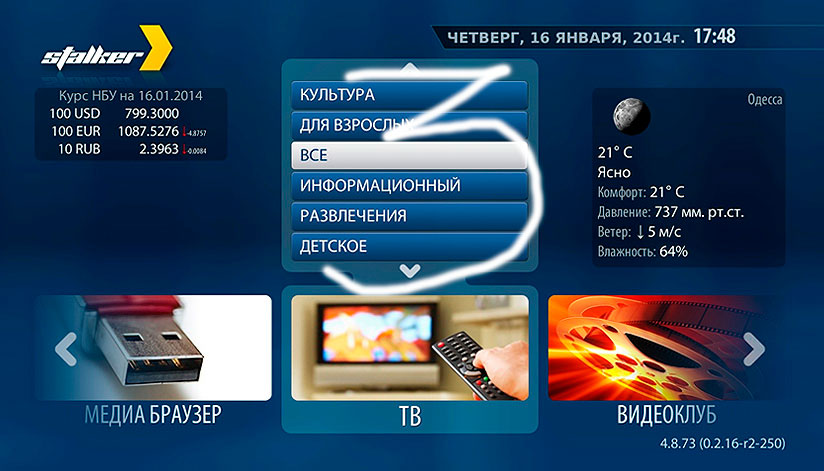 stalker
ЧЕТВЕРГ, 16 ЯНВАРЯ, 2014г. 17:48
Курс НБУ на 16.01.2014
100 USD 799.3000
100 EUR 1087.5276 ↓-4.8757
10 RUB 2.3963 ↓-0.0084
КУЛЬТУРА
ДЛЯ ВЗРОСЛЫХ
ВСЕ
ИНФОРМАЦИОННЫЙ
РАЗВЛЕЧЕНИЯ
ДЕТСКОЕ
3
Одесса
21° C
Ясно
Комфорт: 21° C
Давление: 737 мм. рт.ст.
Ветер: ↓ 5 м/с
Влажность: 64%
МЕДИА БРАУЗЕР
ТВ
ВИДЕОКЛУБ
4.8.73 (0.2.16-r2-250)